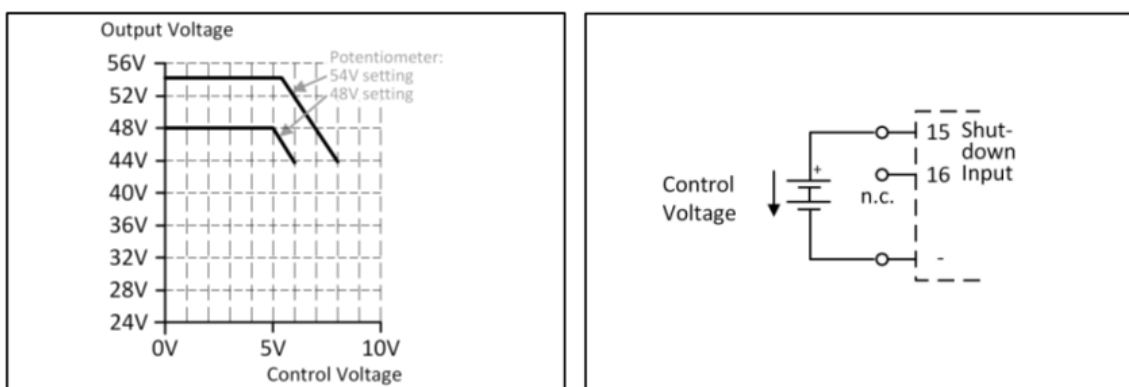 Output Voltage
56V
52V
48V
44V
40V
36V
32V
28V
24V
0V 5V 10V
Control Voltage
Potentiometer:
54V setting
48V setting
Control
Voltage
+
n.c.
15 Shut-
down
16 Input
-